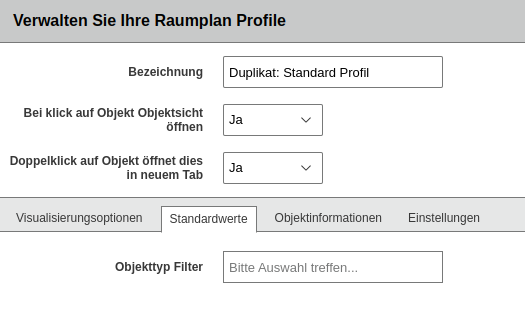 Verwalten Sie Ihre Raumplan Profile
Bezeichnung
Duplikat: Standard Profil
Bei klick auf Objekt Objektsicht
öffnen
Ja
Doppelklick auf Objekt öffnet dies
in neuem Tab
Ja
Visualisierungsoptionen
Standardwerte
Objektinformationen
Einstellungen
Objekttyp Filter
Bitte Auswahl treffen...